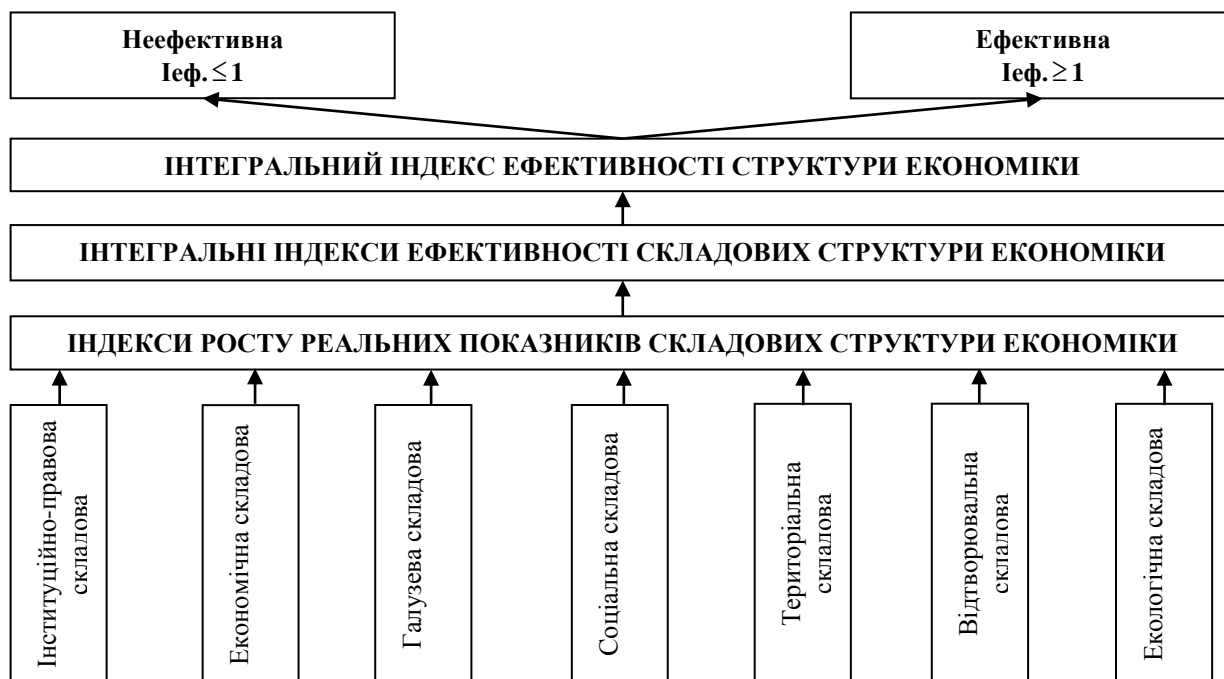 Неефективна
Іеф. ≤ 1
Ефективна
Іеф. ≥ 1
ІНТЕГРАЛЬНИЙ ІНДЕКС ЕФЕКТИВНОСТІ СТРУКТУРИ ЕКОНОМІКИ
ІНТЕГРАЛЬНІ ІНДЕКСИ ЕФЕКТИВНОСТІ СКЛАДОВИХ СТРУКТУРИ ЕКОНОМІКИ
ІНДЕКСИ РОСТУ РЕАЛЬНИХ ПОКАЗНИКІВ СКЛАДОВИХ СТРУКТУРИ ЕКОНОМІКИ
Інституційно-правова
складова
Економічна складова
Галузева складова
Соціальна складова
Територіальна
складова
Відтворювальна
складова
Екологічна складова